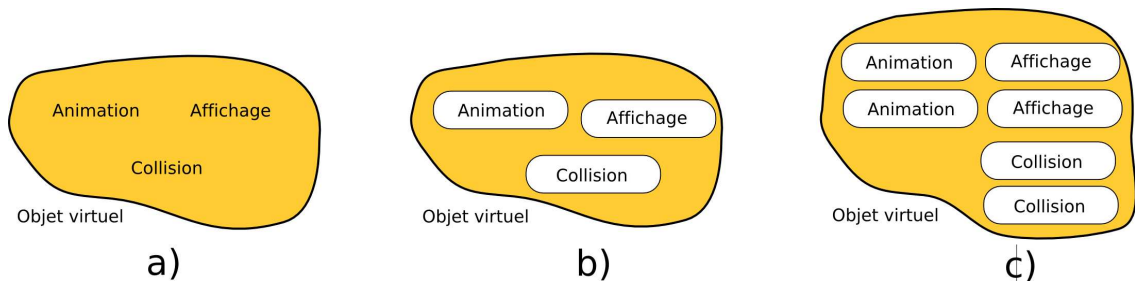 Animation Affichage
Collision
Objet virtuel
a)
Animation Affichage
Collision
Objet virtuel
b)
Animation Affichage
Animation Affichage
Collision
Collision
Objet virtuel
c)